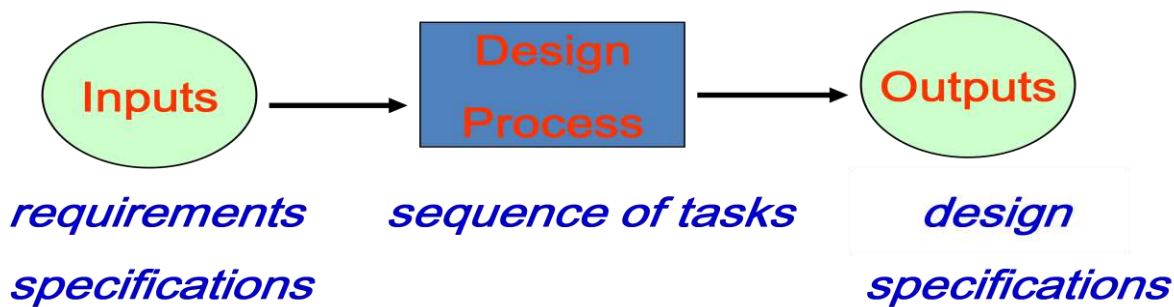 Inputs
Design
Process
Outputs
requirements
specifications
sequence of tasks
design
specifications